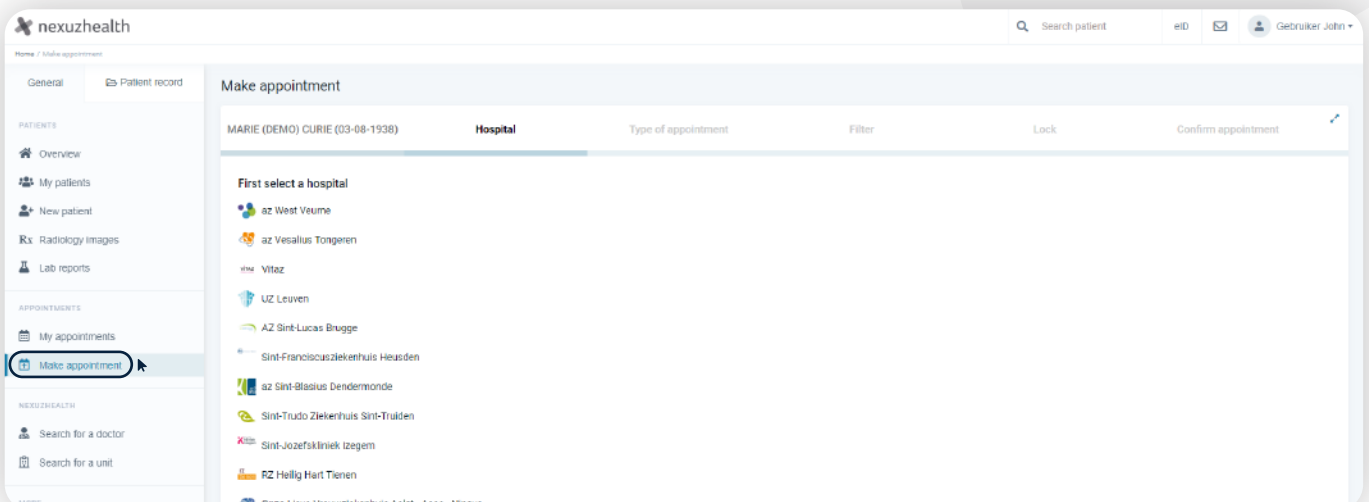 nexuzhealth
Search patient
eID
Gebruiker John
Home / Make appointment
General
Patient record
PATIENTS
Overview
My patients
New patient
Rx Radiology images
Lab reports
APPOINTMENTS
My appointments
Make appointment
NEXUZHEALTH
Search for a doctor
Search for a unit
Make appointment
MARIE (DEMO) CURIE (03-08-1938)
Hospital
Type of appointment
Filter
Lock
Confirm appointment
First select a hospital
az West Veurne
az Vesalius Tongeren
vitaz Vitaz
UZ Leuven
AZ Sint-Lucas Brugge
Sint-Franciscusziekenhuis Heusden
az Sint-Blasius Dendermonde
Sint-Trudo Ziekenhuis Sint-Truiden
Sint-Jozefskliniek Izegem
RZ Heilig Hart Tienen